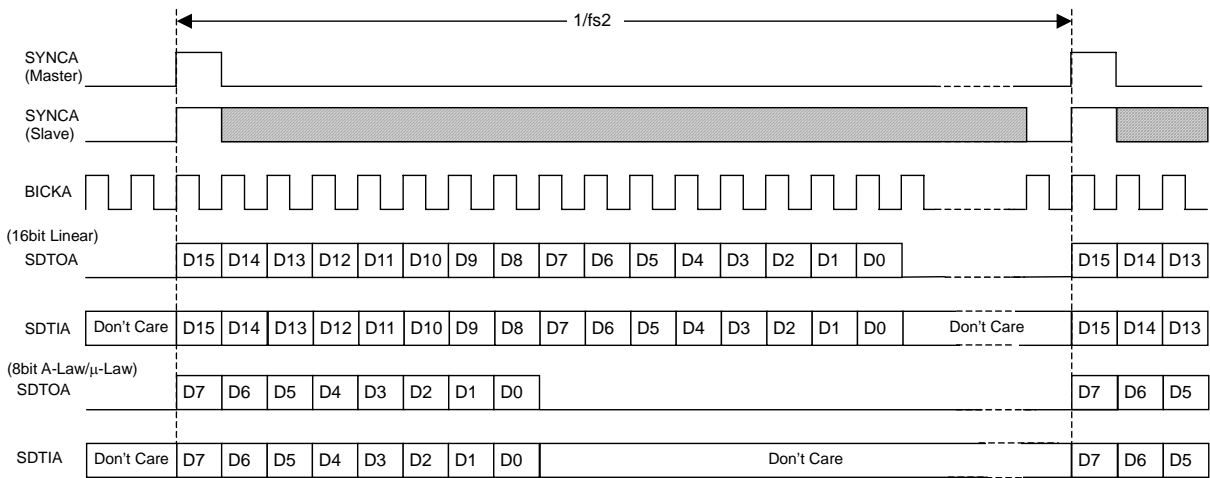 1/fs2
SYNCA
(Master)
SYNCA
(Slave)
BICKA
(16bit Linear)
SDTOA D15 D14 D13 D12 D11 D10 D9 D8 D7 D6 D5 D4 D3 D2 D1 D0 D15 D14 D13
SDTIA Don't Care D15 D14 D13 D12 D11 D10 D9 D8 D7 D6 D5 D4 D3 D2 D1 D0 Don't Care D15 D14 D13
(8bit A-Law/μ-Law)
SDTOA D7 D6 D5 D4 D3 D2 D1 D0 D7 D6 D5
SDTIA Don't Care D7 D6 D5 D4 D3 D2 D1 D0 Don't Care D7 D6 D5